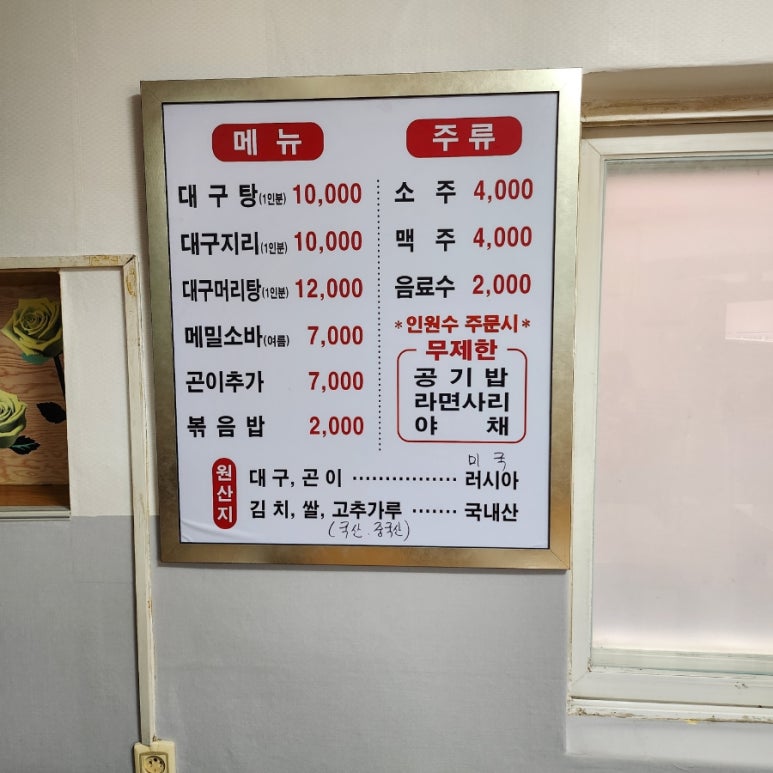 메뉴
대구탕(1인분) 10,000
대구지리(1인분) 10,000
대구머리탕(1인분) 12,000
메밀소바(여름) 7,000
곤이추가 7,000
볶음밥 2,000
주류
소주 4,000
맥주 4,000
음료수 2,000
*인원수 주문시*
무제한
공기밥
라면사리
야채
원산지
미국
대구, 곤이 ················ 러시아
김치, 쌀, 고추가루 ······· 국내산
(국산. 중국산)